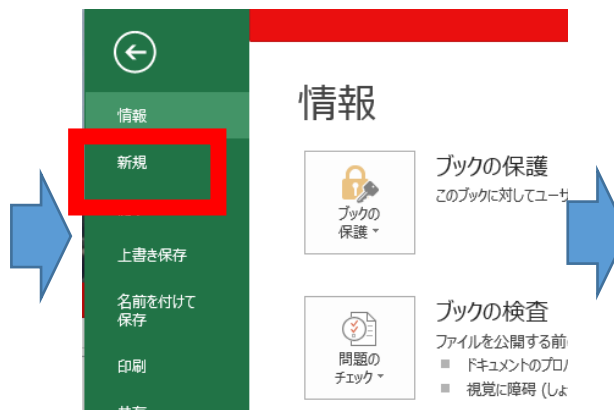 情報
新規
上書き保存
名前を付けて
保存
印刷
情報
ブックの
保護
ブックの保護
このブックに対してユーサ
問題の
チェック
ブックの検査
ファイルを公開する前
ドキュメントのプロパ
視覚に障碍 (しょ